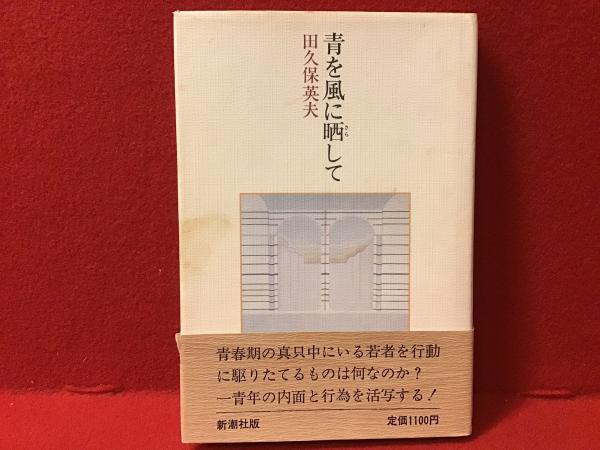 青を風に晒して
さら
田久保英夫
青春期の真只中にいる若者を行動
に駆りたてるものは何なのか?
一青年の内面と行為を活写する!
新潮社版
定価1100円